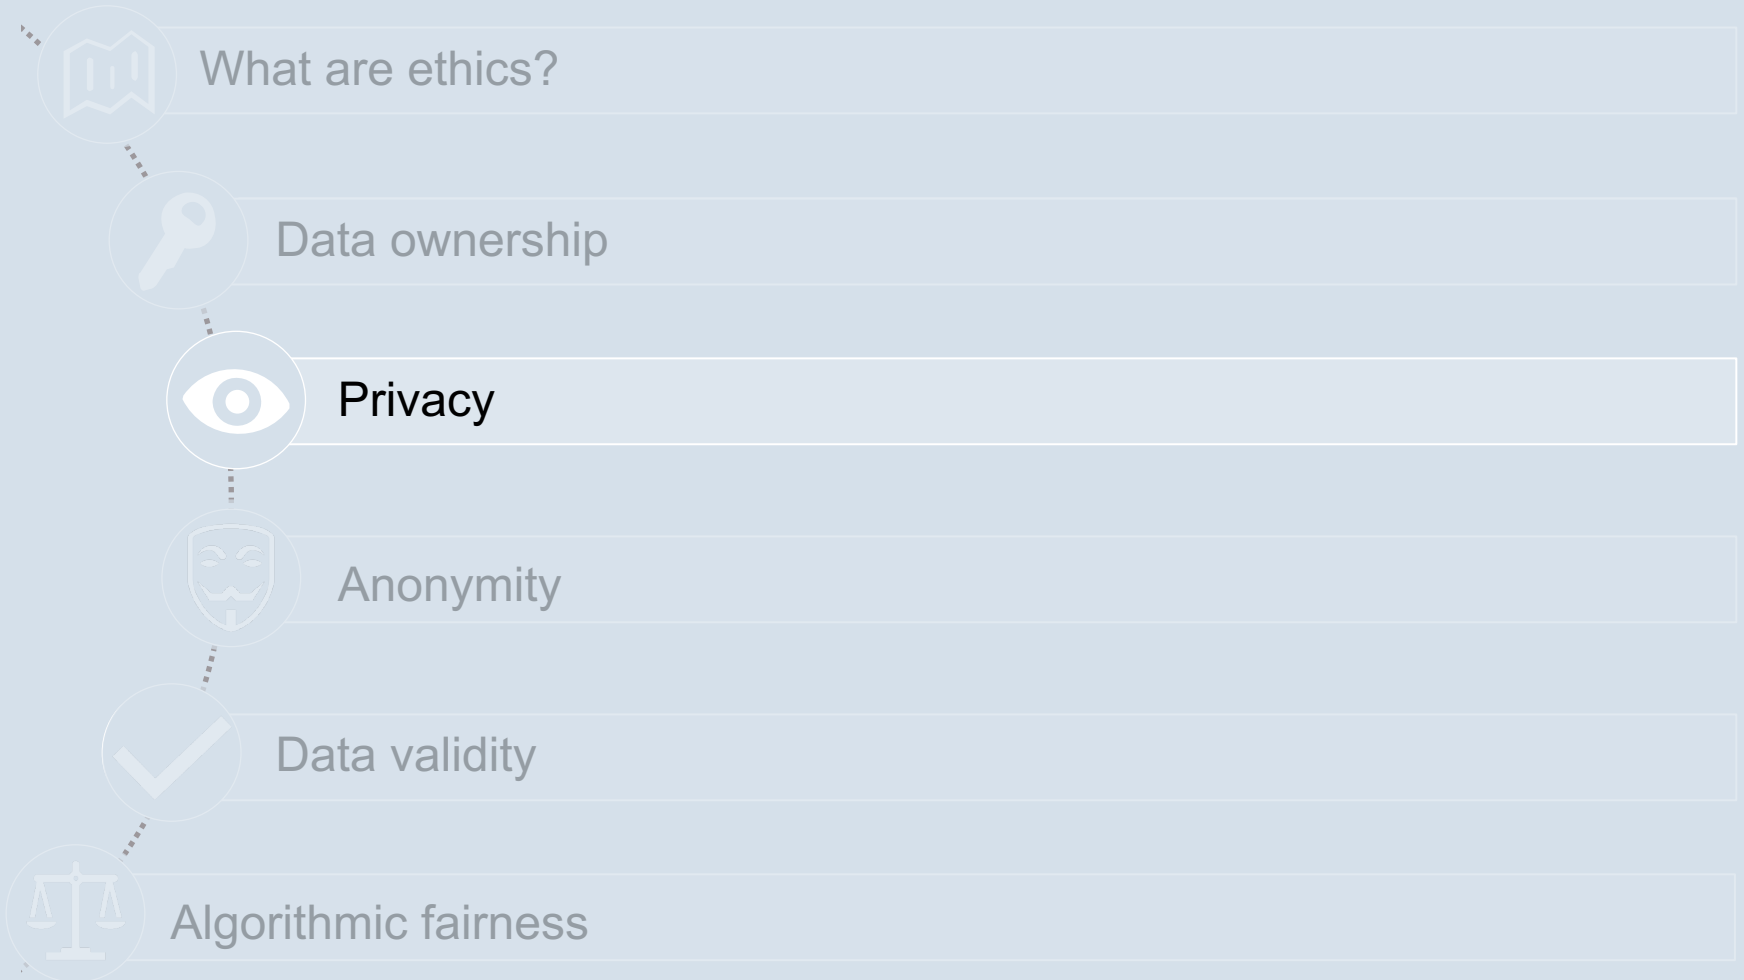 What are ethics?
Data ownership
Privacy
Anonymity
Data validity
Algorithmic fairness